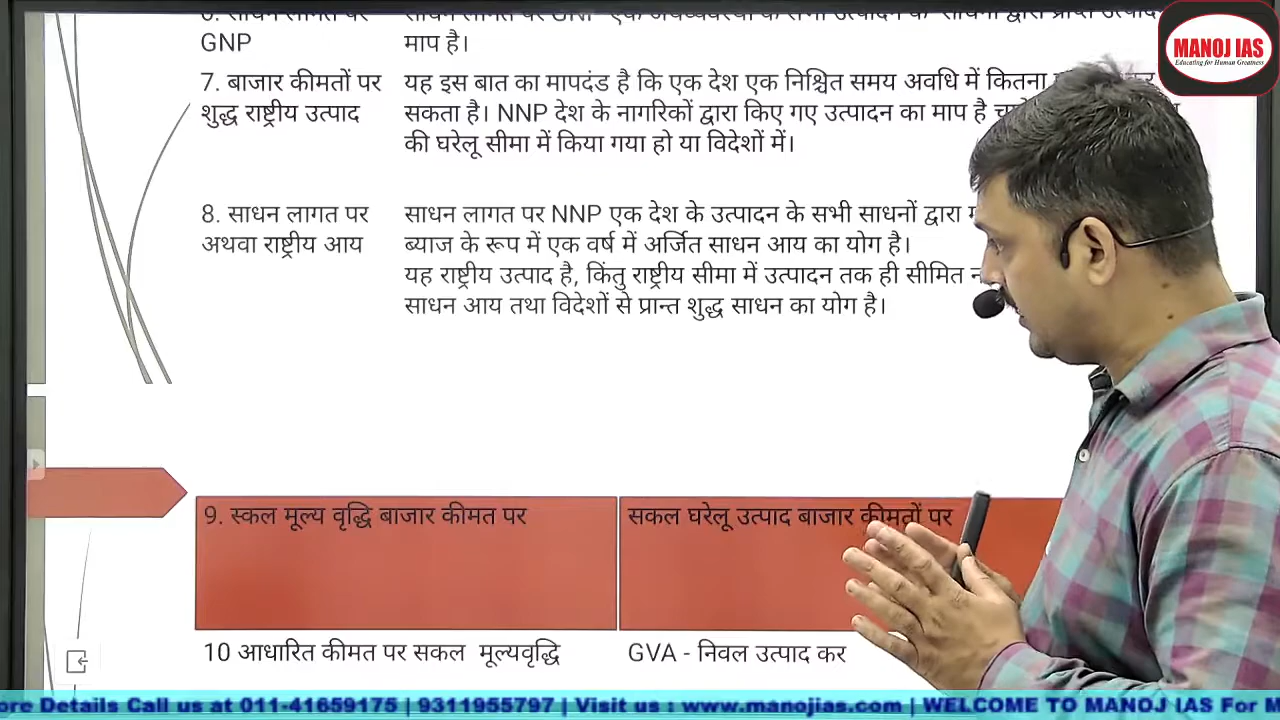 GNP
माप है।
7. बाजार कीमतों पर
शुद्ध राष्ट्रीय उत्पाद
यह इस बात का मापदंड है कि एक देश एक निश्चित समय अवधि में कितना
सकता है। NNP देश के नागरिकों द्वारा किए गए उत्पादन का माप है
की घरेलू सीमा में किया गया हो या विदेशों में।
8. साधन लागत पर
अथवा राष्ट्रीय आय
साधन लागत पर NNP एक देश के उत्पादन के सभी साधनों द्वारा
ब्याज के रूप में एक वर्ष में अर्जित साधन आय का योग है।
यह राष्ट्रीय उत्पाद है, किंतु राष्ट्रीय सीमा में उत्पादन तक ही सीमित
साधन आय तथा विदेशों से प्रान्त शुद्ध साधन का योग है।
9. स्कल मूल्य वृद्धि बाजार कीमत पर
सकल घरेलू उत्पाद बाजार कीमतों पर
10 आधारित कीमत पर सकल मूल्यवृद्धि
GVA - निवल उत्पाद कर
MANOJ IAS
Educating for Human Greatness
ore Details Call us at 011-41659175 | 9311955797 | Visit us : www.manojias.com | WELCOME TO MANOJ IAS For M